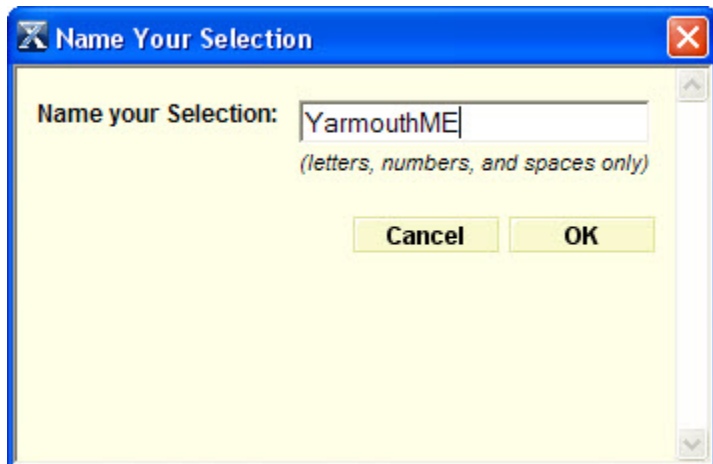 Name Your Selection
Name your Selection: YarmouthME
(letters, numbers, and spaces only)
Cancel OK